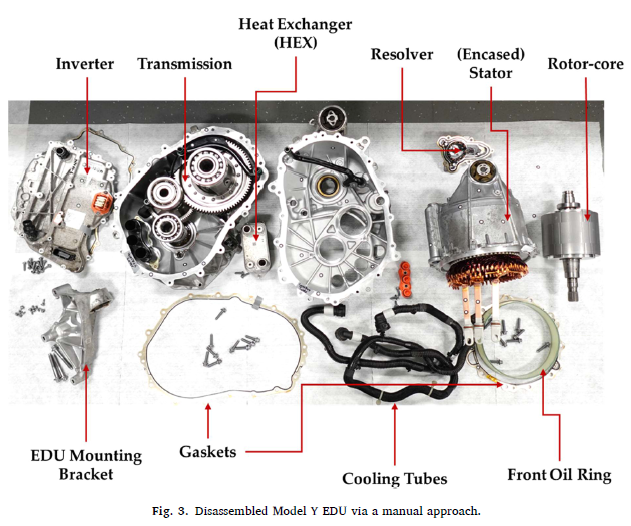 Heat Exchanger
(HEX)
Inverter
Transmission
Resolver
(Encased)
Stator
Rotor-core
EDU Mounting
Bracket
Gaskets
Cooling Tubes
Front Oil Ring
Fig. 3. Disassembled Model Y EDU via a manual approach.